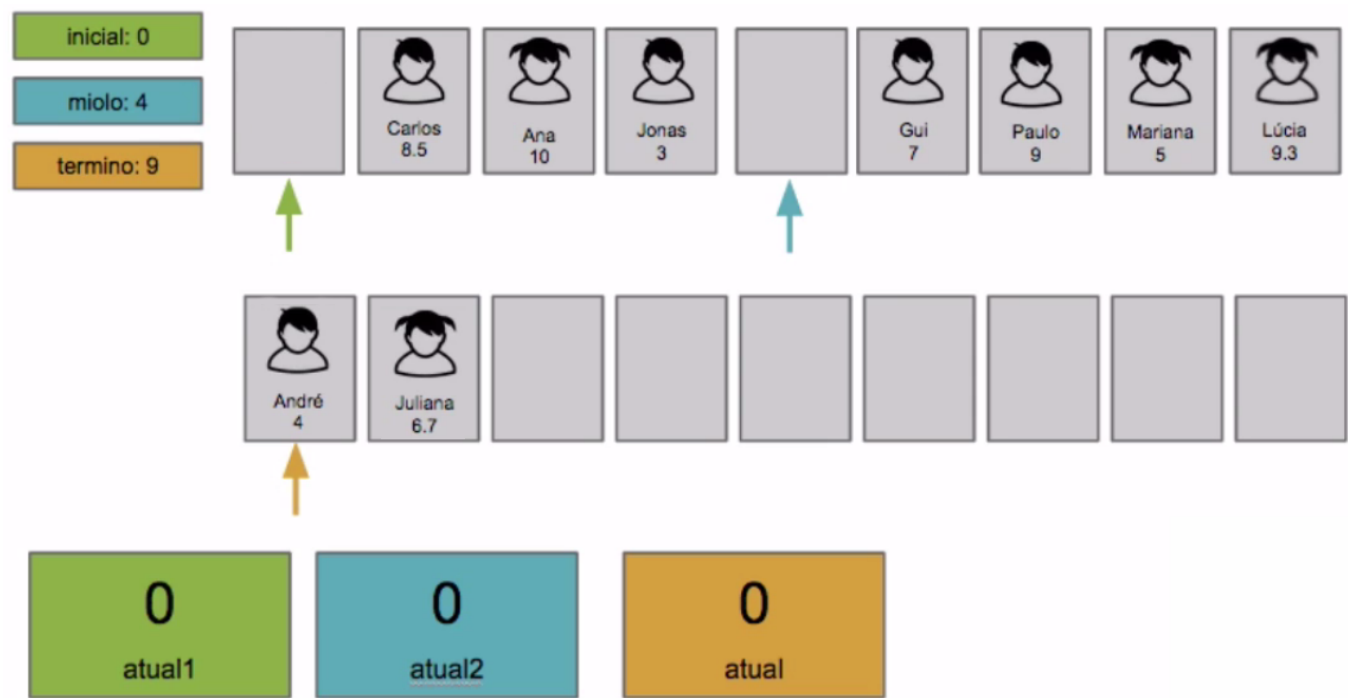 inicial: 0
miolo: 4
termino: 9
Carlos
8.5
Ana
10
Jonas
3
Gui
7
Paulo
9
Mariana
5
Lúcia
9.3
André
4
Juliana
6.7
0
atual1
0
atual2
0
atual